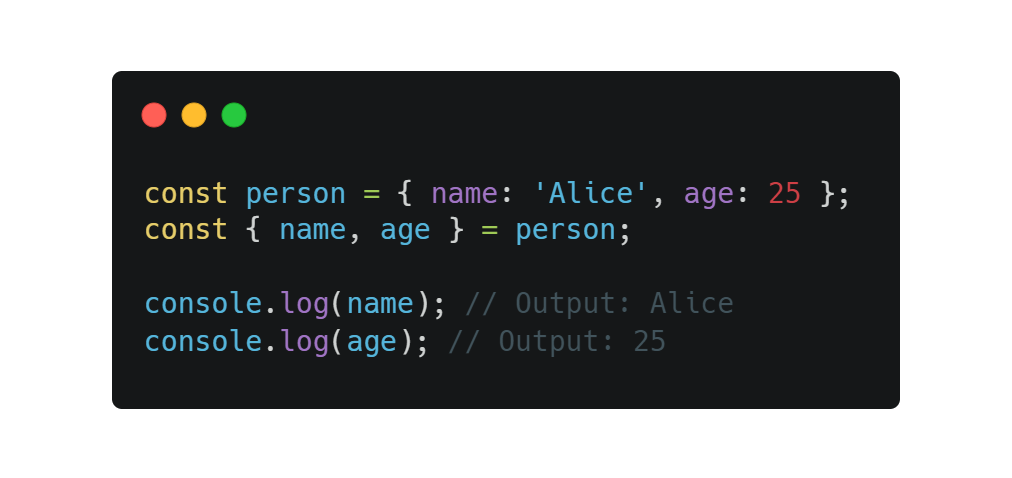 const person = { name: 'Alice', age: 25 };
const { name, age } = person;
console.log(name); // Output: Alice
console.log(age); // Output: 25